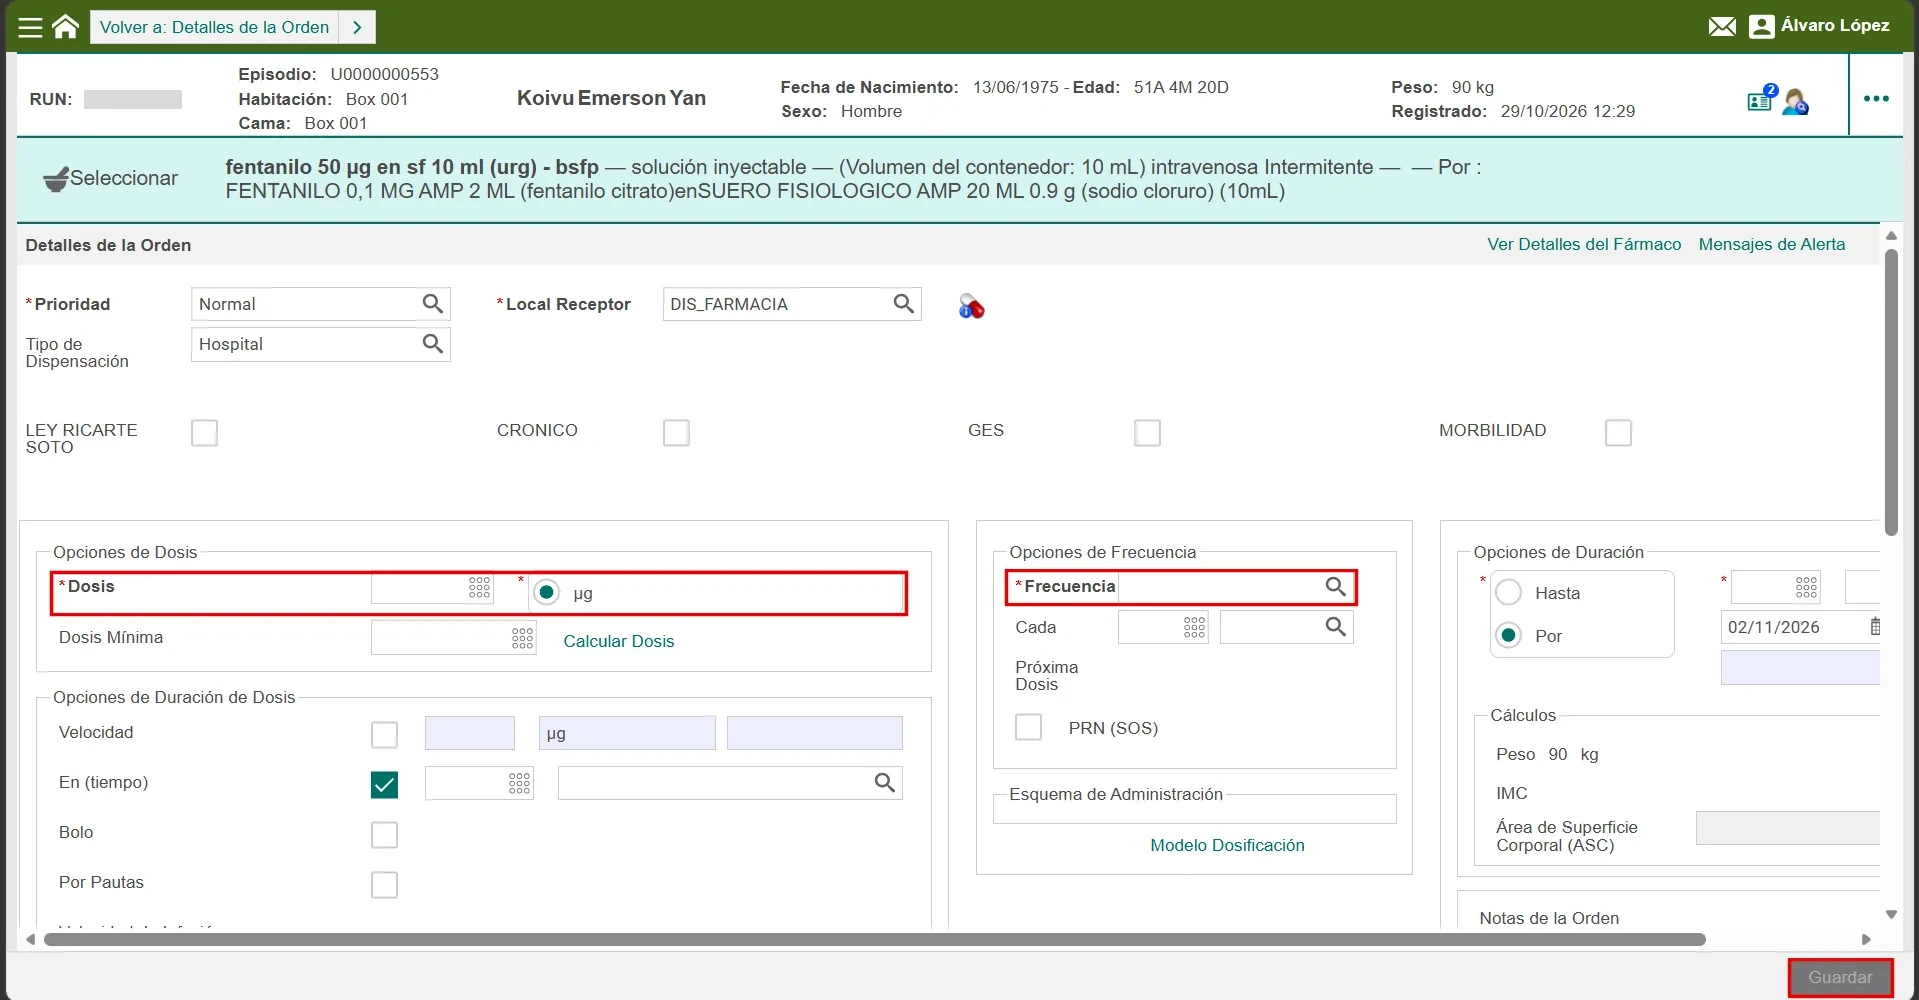 Volver a: Detalles de la Orden
Álvaro López
RUN:
Episodio: U0000000553
Habitación: Box 001
Cama: Box 001
Koivu Emerson Yan
Fecha de Nacimiento: 13/06/1975 - Edad: 51A 4M 20D
Sexo: Hombre
Peso: 90 kg
Registrado: 29/10/2026 12:29
2
Seleccionar
fentanilo 50 µg en sf 10 ml (urg) - bsfp — solución inyectable — (Volumen del contenedor: 10 mL) intravenosa Intermitente — — Por :
FENTANILO 0,1 MG AMP 2 ML (fentanilo citrato)enSUERO FISIOLOGICO AMP 20 ML 0.9 g (sodio cloruro) (10mL)
Detalles de la Orden
Ver Detalles del Fármaco Mensajes de Alerta
*Prioridad Normal *Local Receptor DIS_FARMACIA
Tipo de
Dispensación
Hospital
LEY RICARTE
SOTO
CRONICO
GES
MORBILIDAD
Opciones de Dosis
*Dosis * µg
Dosis Mínima Calcular Dosis
Opciones de Duración de Dosis
Velocidad µg
En (tiempo)
Bolo
Por Pautas
Opciones de Frecuencia
*Frecuencia
Cada
Próxima
Dosis
PRN (SOS)
Esquema de Administración
Modelo Dosificación
Opciones de Duración
* Hasta *
Por 02/11/2026
Cálculos
Peso 90 kg
IMC
Área de Superficie
Corporal (ASC)
Notas de la Orden
Guardar